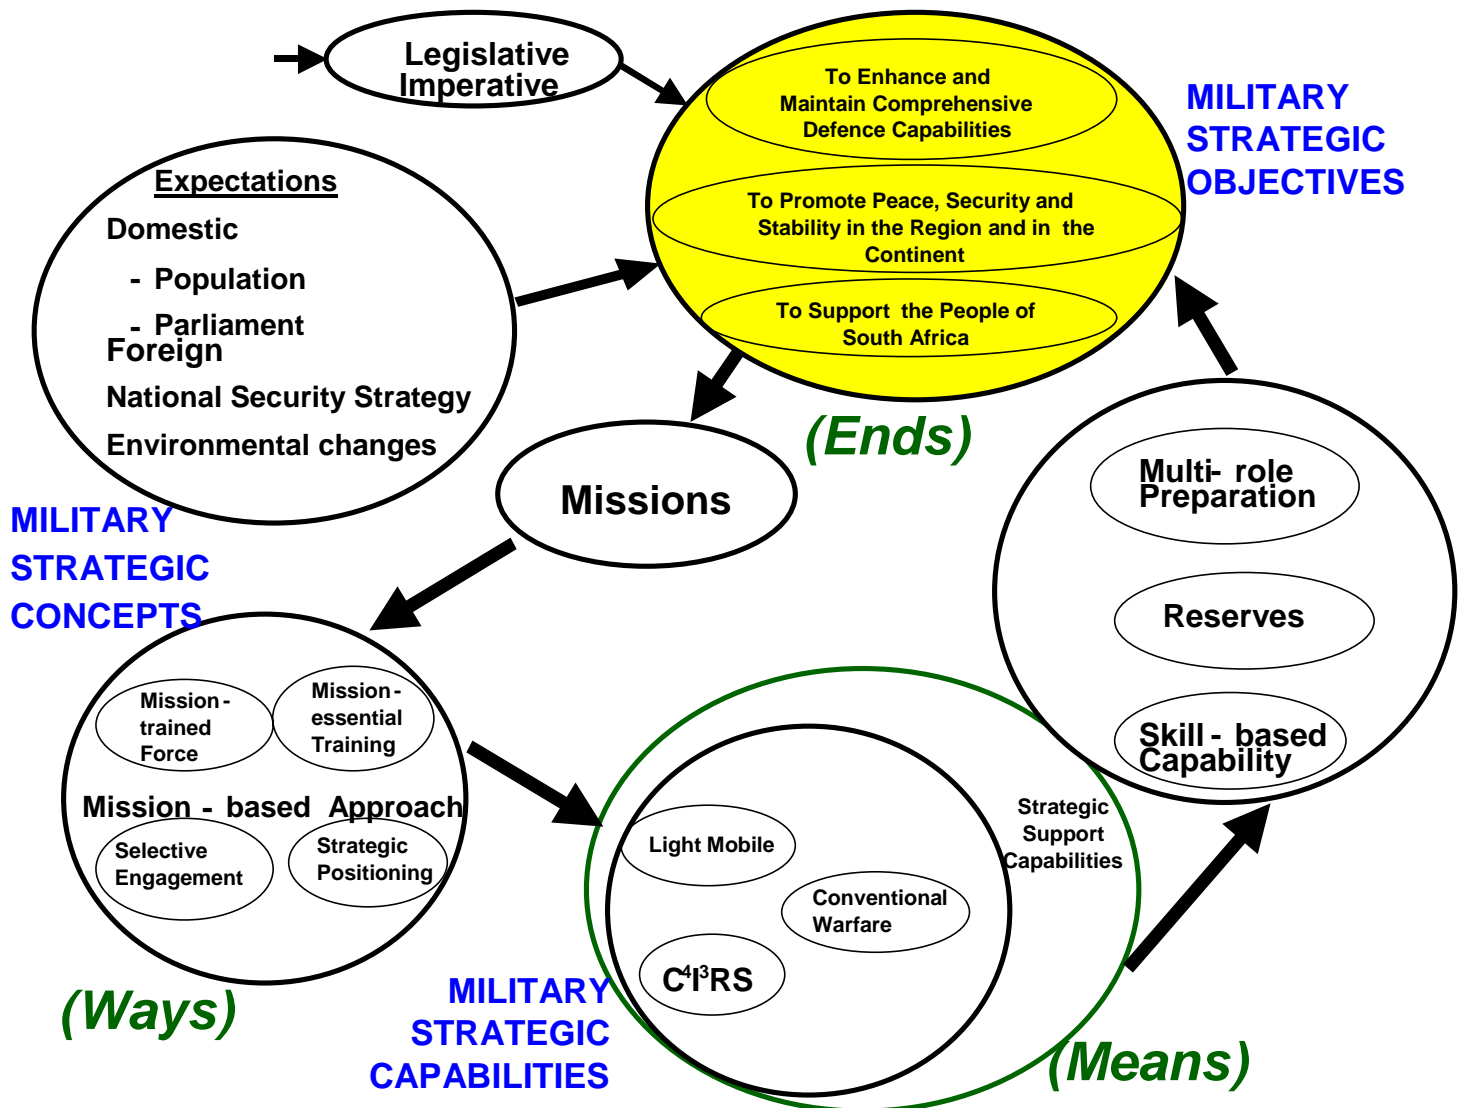 Legislative
Imperative
To Enhance and
Maintain Comprehensive
Defence Capabilities
MILITARY
STRATEGIC
OBJECTIVES
Expectations
Domestic
- Population
- Parliament
Foreign
National Security Strategy
Environmental changes
To Promote Peace, Security and
Stability in the Region and in the
Continent
To Support the People of
South Africa
(Ends)
Missions
Multi- role
Preparation
Reserves
Skill - based
Capability
MILITARY
STRATEGIC
CONCEPTS
Mission -
trained
Force
Mission -
essential
Training
Mission - based Approach
Selective
Engagement
Strategic
Positioning
(Ways)
Light Mobile
Conventional
Warfare
C⁴I³RS
Strategic
Support
Capabilities
MILITARY
STRATEGIC
CAPABILITIES
(Means)